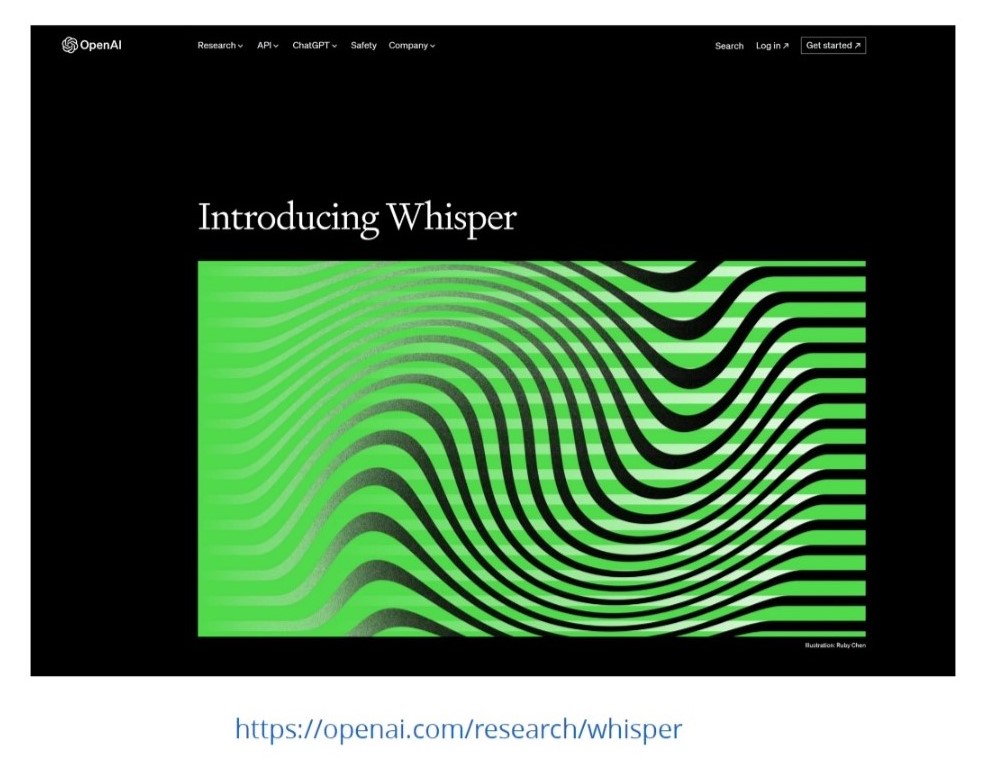 OpenAI Research API ChatGPT Safety Company Search Log in ↗ Get started ↗
Introducing Whisper
Illustration: Ruby Chen
https://openai.com/research/whisper